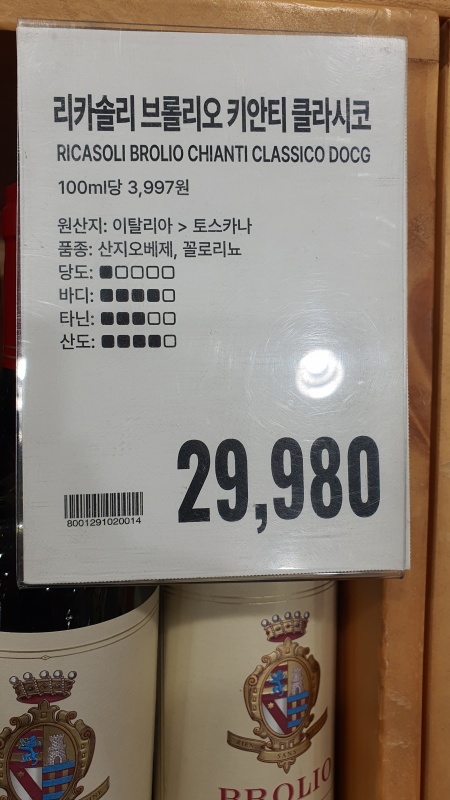 리카솔리 브롤리오 키안티 클라시코
RICASOLI BROLIO CHIANTI CLASSICO DOCG
100ml당 3,997원
원산지: 이탈리아 > 토스카나
품종: 산지오베제, 꼴로리뇨
당도: ■□□□□
바디: ■■■■□
타닌: ■■■□□
산도: ■■■■□
29,980
8001291020014
BROLIO